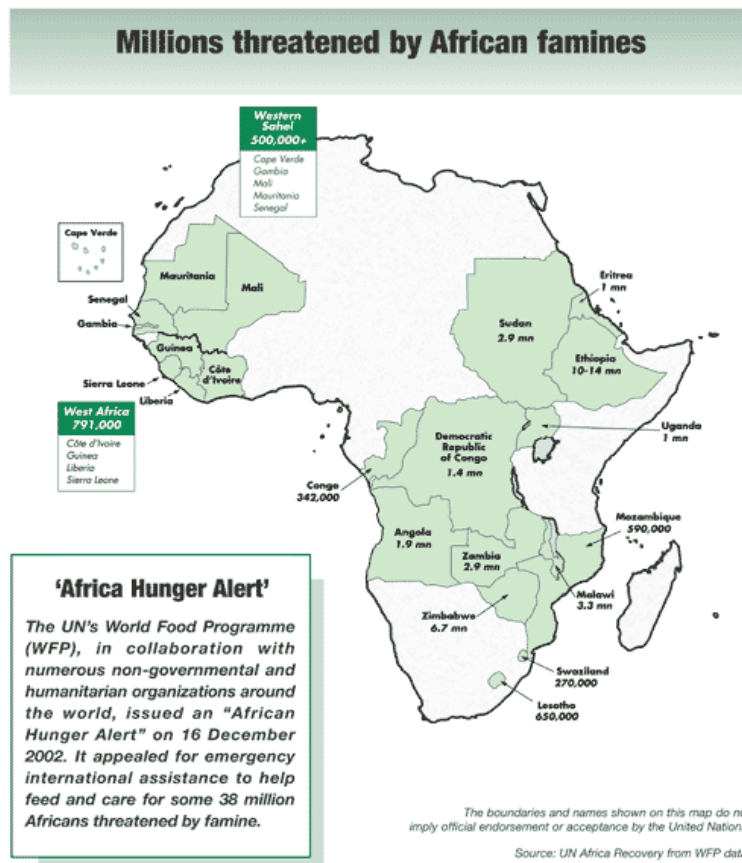 Millions threatened by African famines
Western
Sahel
500,000+
Cape Verde
Gambia
Mali
Mauritania
Senegal
Cape Verde
Mauritania
Mali
Senegal
Gambia
Guinea
Côte
d'Ivoire
Sierra Leone
Liberia
West Africa
791,000
Côte d'Ivoire
Guinea
Liberia
Sierra Leone
Eritrea
1 mn
Sudan
2.9 mn
Ethiopia
10-14 mn
Uganda
1 mn
Democratic
Republic
of Congo
1.4 mn
Congo
342,000
Angola
1.9 mn
Zambia
2.9 mn
Mozambique
590,000
Malawi
3.3 mn
Zimbabwe
6.7 mn
Swaziland
270,000
Lesotho
650,000
'Africa Hunger Alert'
The UN's World Food Programme
(WFP), in collaboration with
numerous non-governmental and
humanitarian organizations around
the world, issued an “African
Hunger Alert” on 16 December
2002. It appealed for emergency
international assistance to help
feed and care for some 38 million
Africans threatened by famine.
The boundaries and names shown on this map do no
imply official endorsement or acceptance by the United Nation
Source: UN Africa Recovery from WFP dat